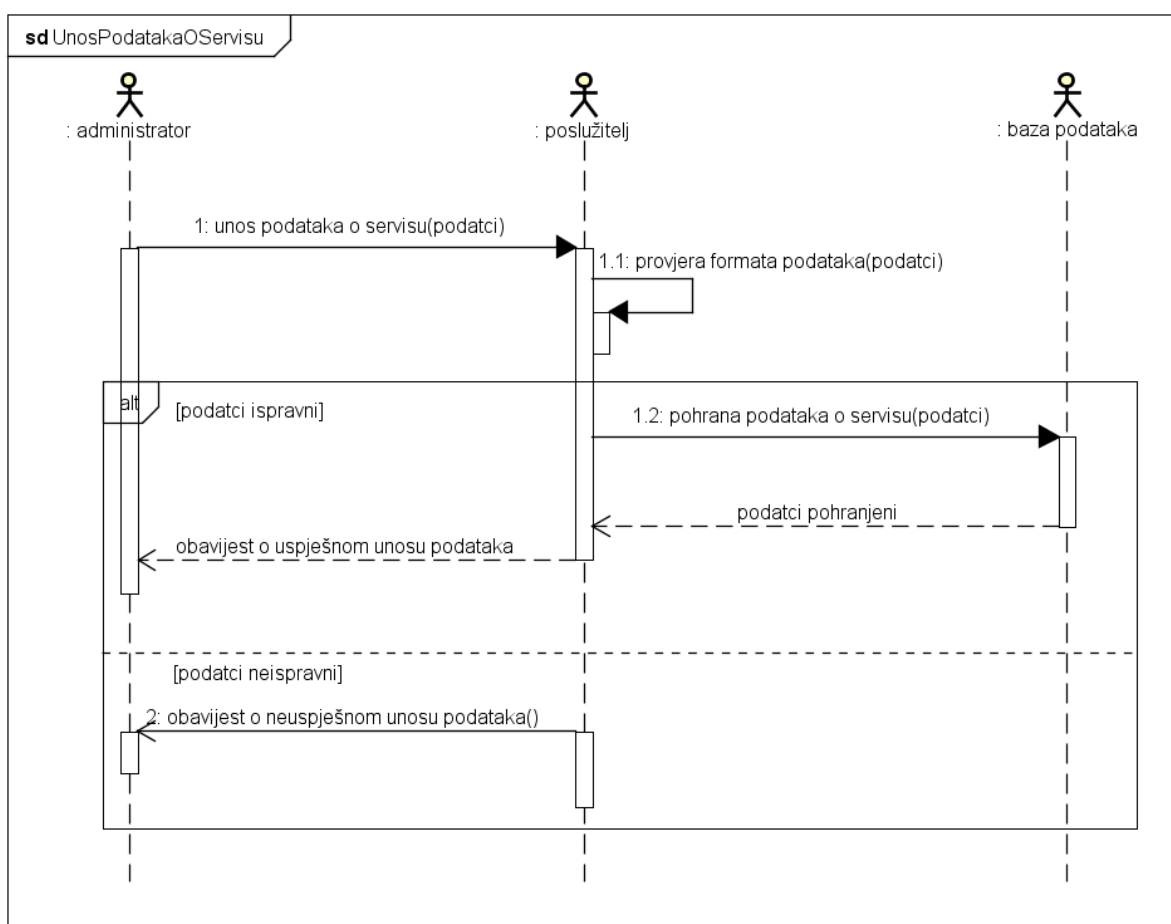 sd UnosPodatakaOServisu
: administrator
: poslužitelj
: baza podataka
1: unos podataka o servisu(podatci)
1.1: provjera formata podataka(podatci)
alt
[podatci ispravni]
1.2: pohrana podataka o servisu(podatci)
podatci pohranjeni
obavijest o uspješnom unosu podataka
[podatci neispravni]
2: obavijest o neuspješnom unosu podataka()